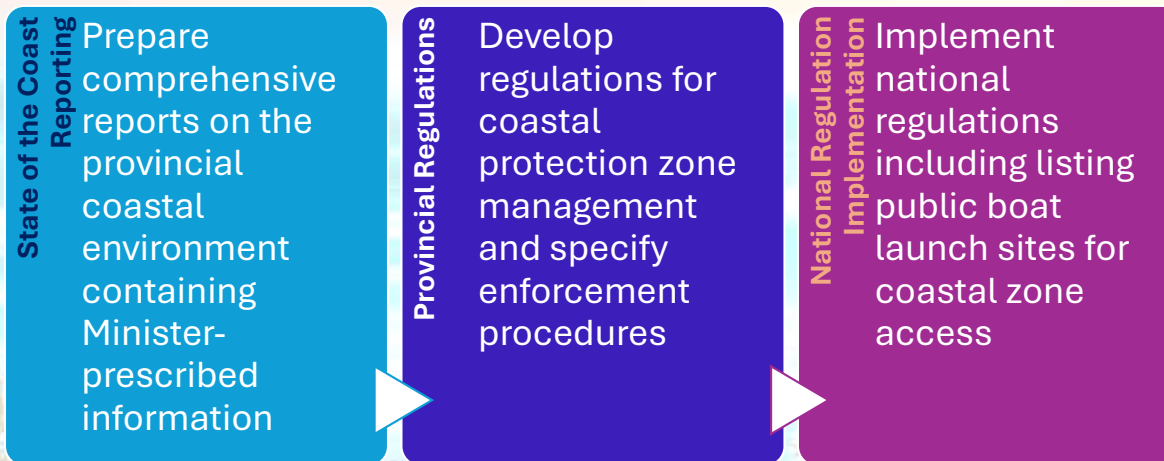 State of the Coast
Reporting
Prepare
comprehensive
reports on the
provincial
coastal
environment
containing
Minister-
prescribed
information
Provincial Regulations
Develop
regulations for
coastal
protection zone
management
and specify
enforcement
procedures
National Regulation
Implementation
Implement
national
regulations
including listing
public boat
launch sites for
coastal zone
access